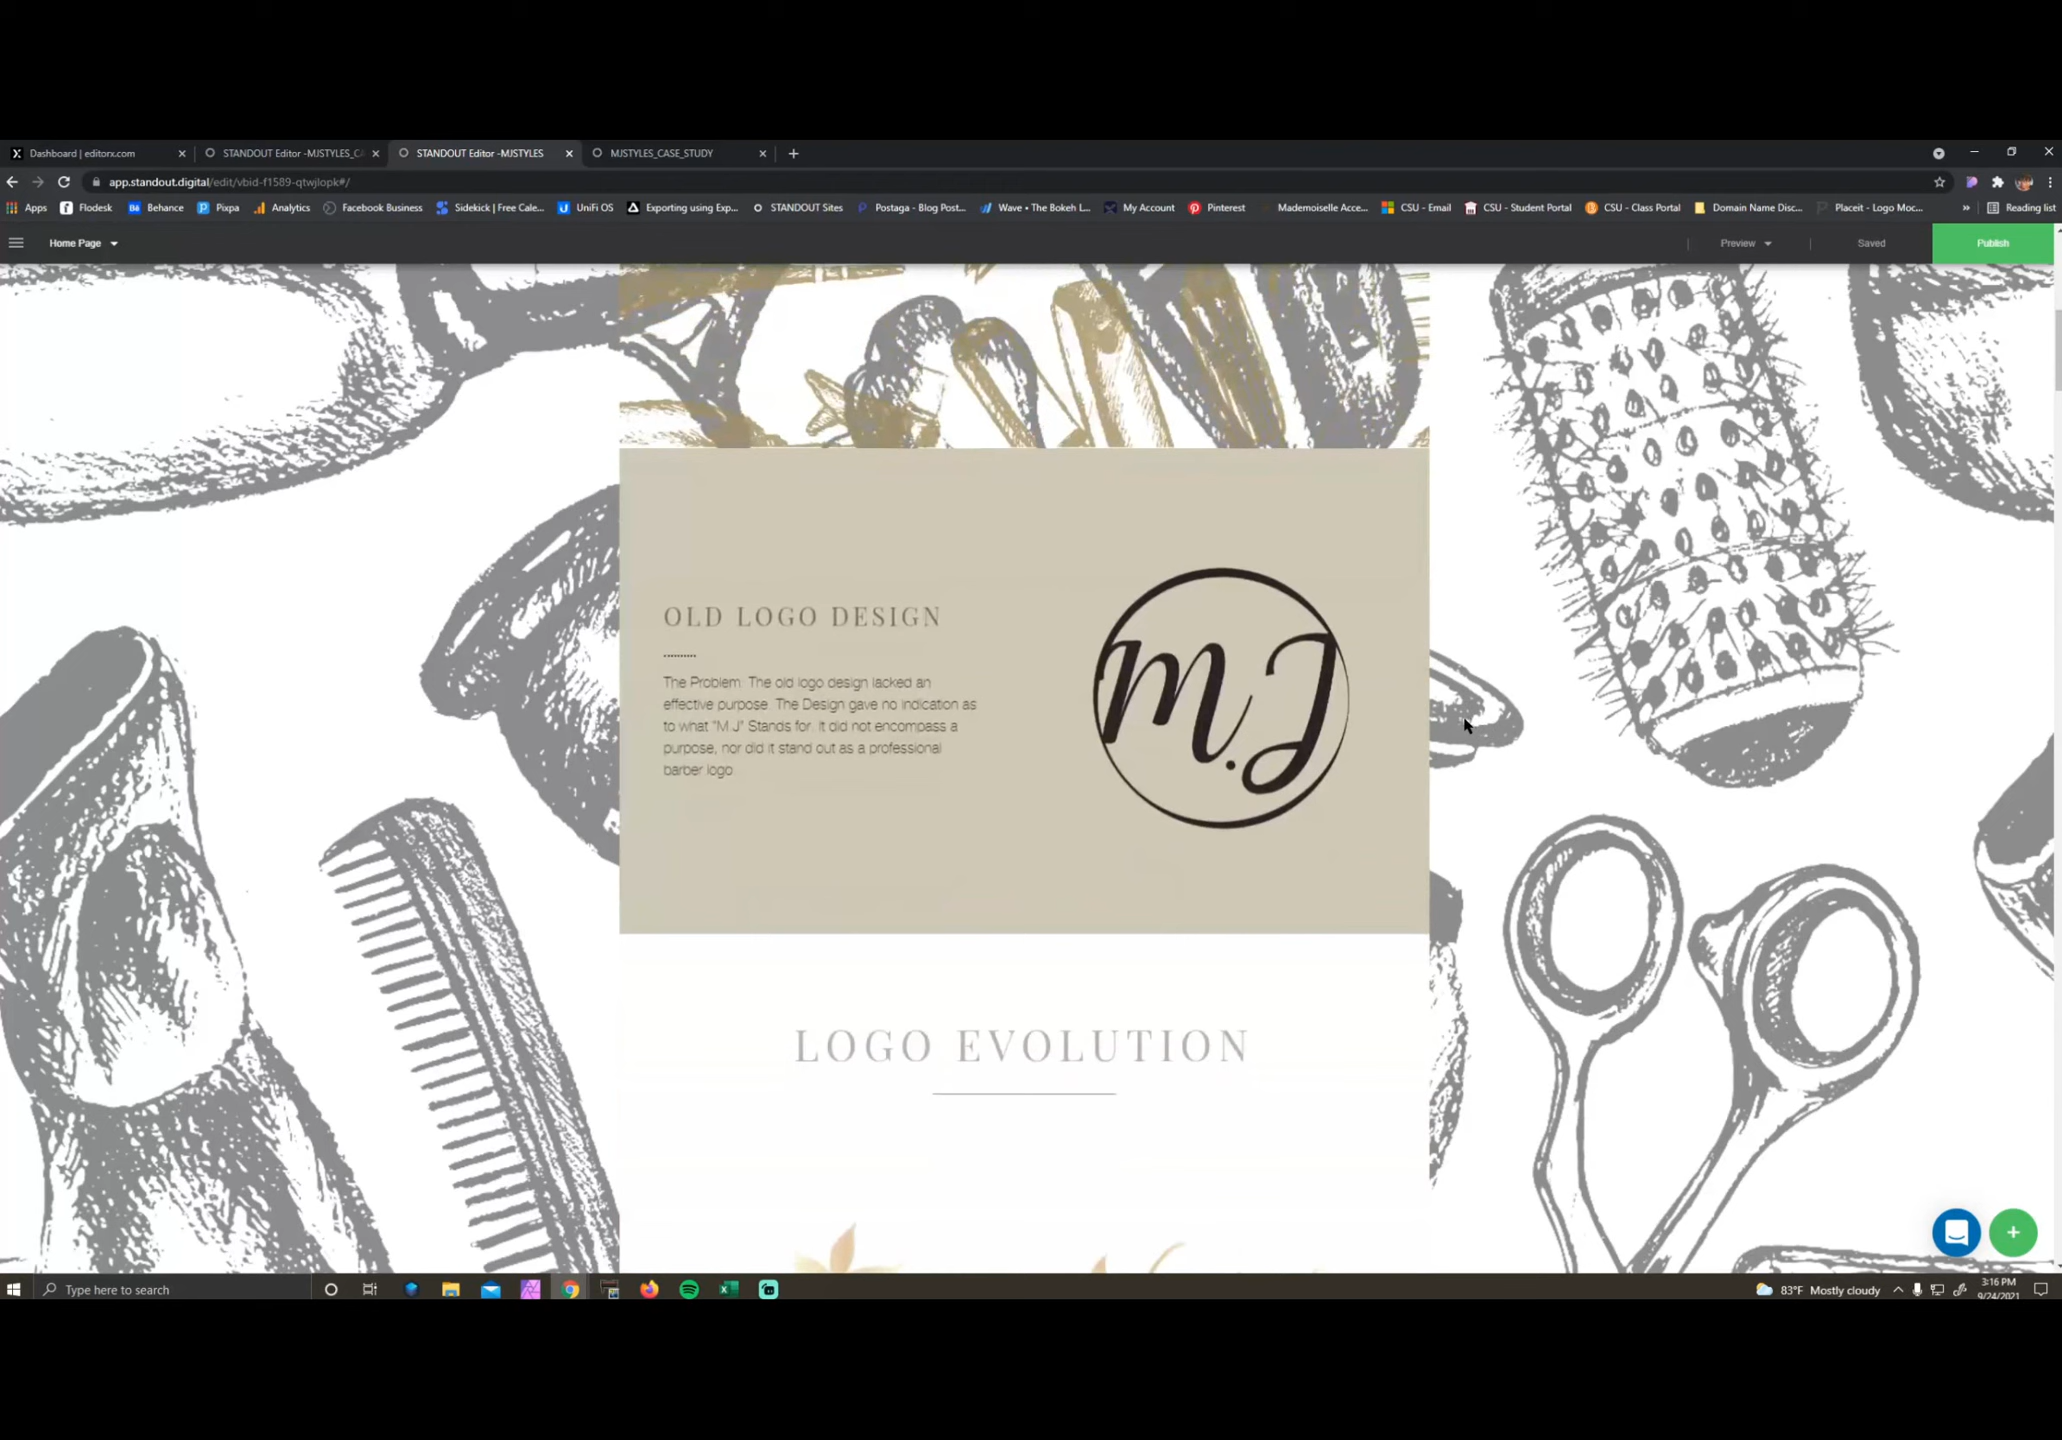 Dashboard | editorx.com
STANDOUT Editor -MJSTYLES_CA
STANDOUT Editor -MJSTYLES
MJSTYLES_CASE_STUDY
app.standout.digital/edit/vbid-f1589-qtwjlopk#/
Apps
Flodesk
Behance
Pixpa
Analytics
Facebook Business
Sidekick | Free Cale...
UniFi OS
Exporting using Exp...
STANDOUT Sites
Postaga - Blog Post...
Wave • The Bokeh L...
My Account
Pinterest
Mademoiselle Acce...
CSU - Email
CSU - Student Portal
CSU - Class Portal
Domain Name Disc...
Placeit - Logo Moc...
»
Reading list
Home Page
Preview
Saved
Publish
OLD LOGO DESIGN
The Problem: The old logo design lacked an
effective purpose. The Design gave no indication as
to what "M.J" Stands for. It did not encompass a
purpose, nor did it stand out as a professional
barber logo
M.J
LOGO EVOLUTION
Type here to search
83°F Mostly cloudy
3:16 PM
9/24/2021